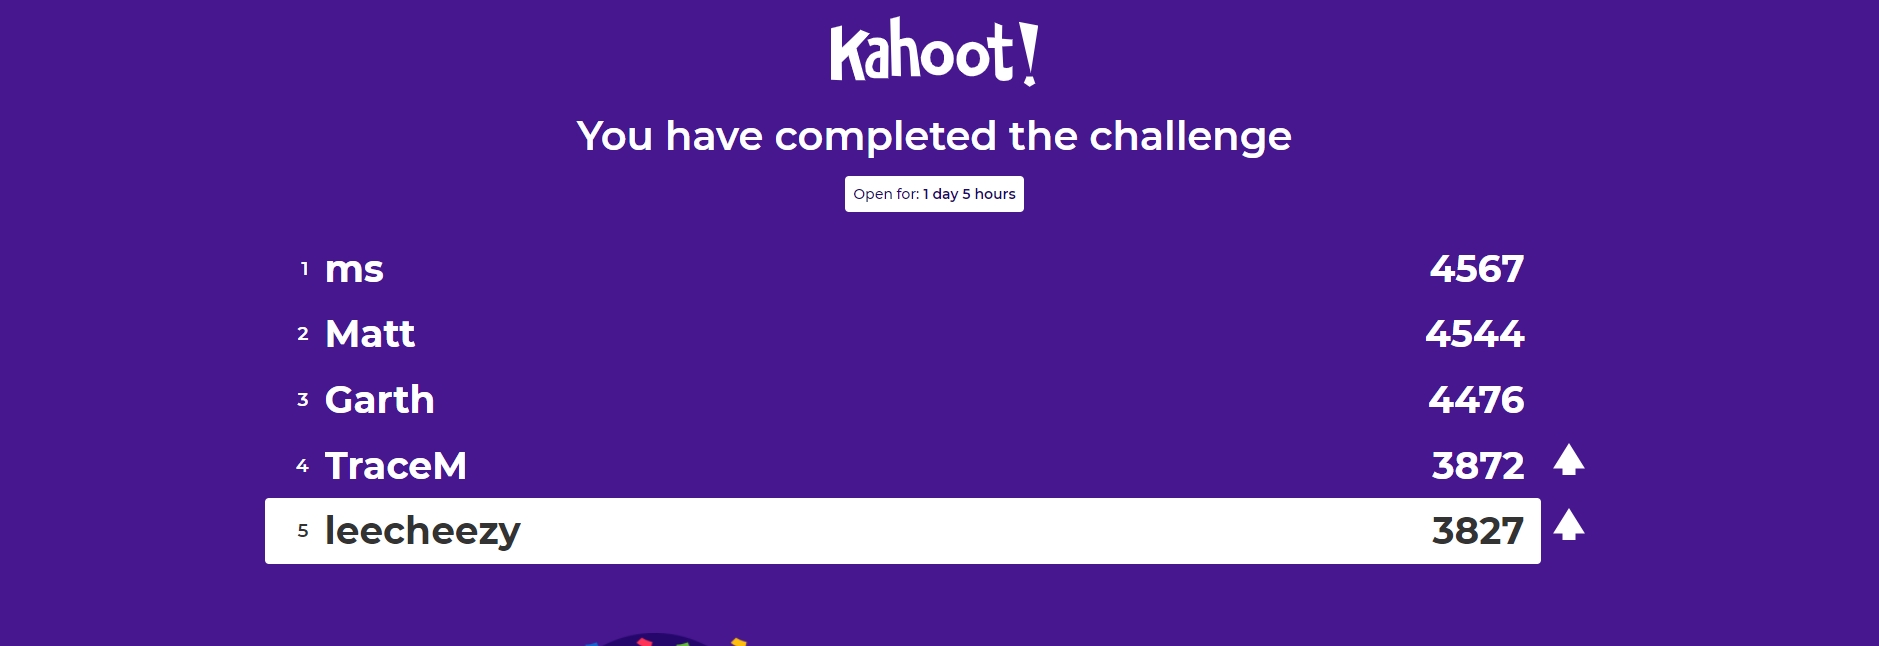 Kahoot!
You have completed the challenge
Open for: 1 day 5 hours
1 ms 4567
2 Matt 4544
3 Garth 4476
4 TraceM 3872
5 leecheezy 3827